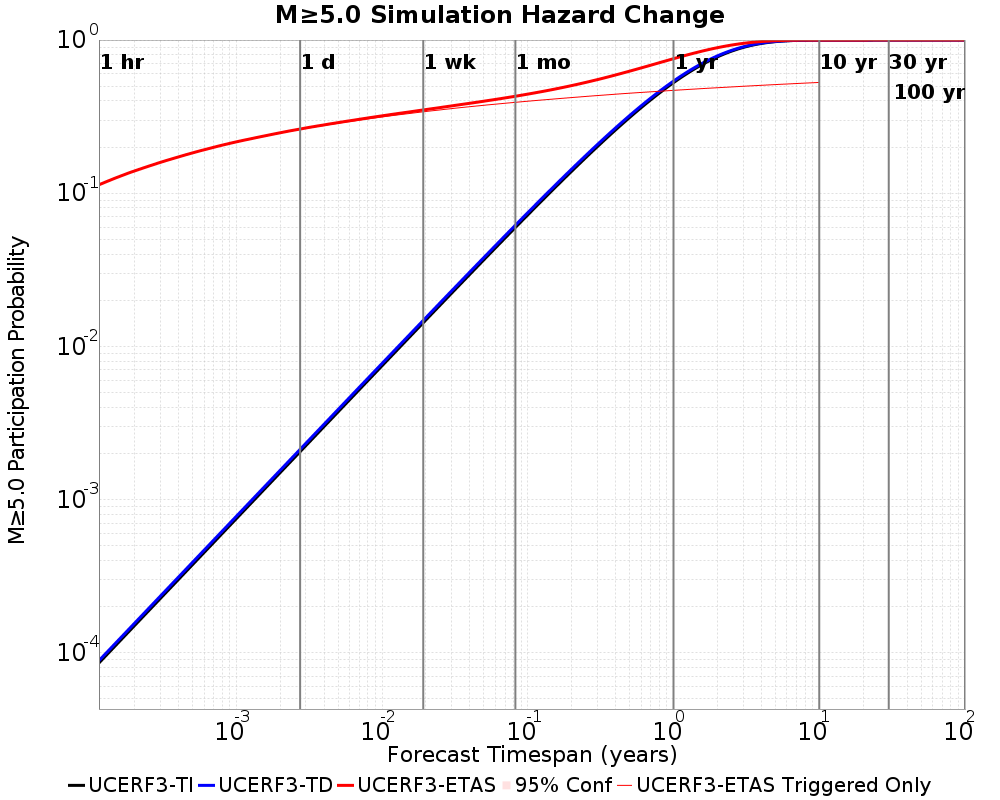 M≥5.0 Simulation Hazard Change
M≥5.0 Participation Probability
10^0
10^-1
10^-2
10^-3
10^-4
1 hr
1 d
1 wk
1 mo
1 yr
10 yr
30 yr
100 yr
10^-3
10^-2
10^-1
10^0
10^1
10^2
Forecast Timespan (years)
UCERF3-TI UCERF3-TD UCERF3-ETAS 95% Conf UCERF3-ETAS Triggered Only